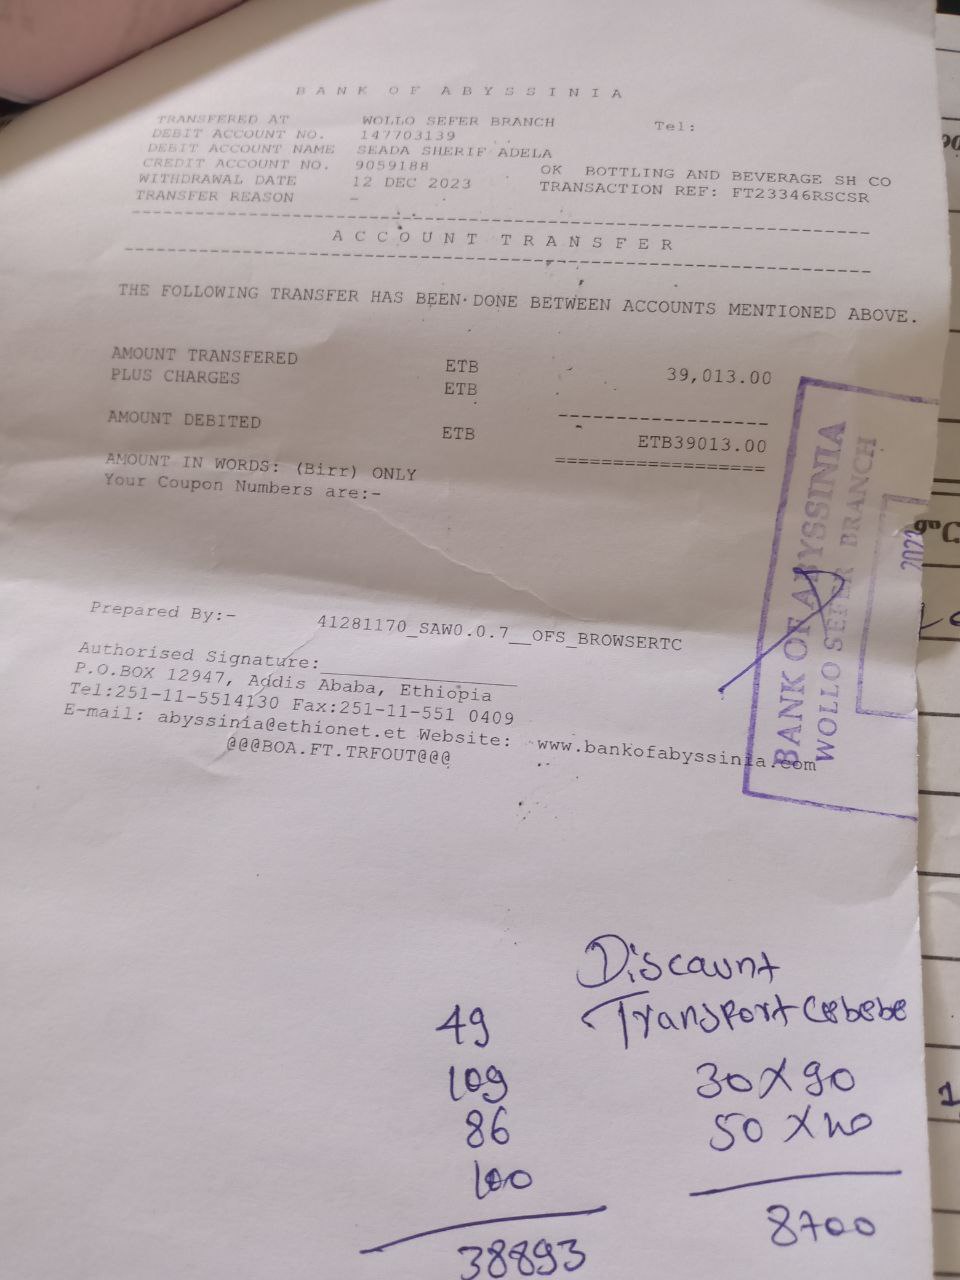 BANK OF ABYSSINIA
TRANSFERED AT WOLLO SEFER BRANCH Tel:
DEBIT ACCOUNT NO. 147703139
DEBIT ACCOUNT NAME SEADA SHERIF ADELA
CREDIT ACCOUNT NO. 9059188 OK BOTTLING AND BEVERAGE SH CO
WITHDRAWAL DATE 12 DEC 2023 TRANSACTION REF: FT23346RSCSR
TRANSFER REASON -
ACCOUNT TRANSFER
THE FOLLOWING TRANSFER HAS BEEN DONE BETWEEN ACCOUNTS MENTIONED ABOVE.
AMOUNT TRANSFERED ETB 39,013.00
PLUS CHARGES ETB
AMOUNT DEBITED ETB ETB39013.00
AMOUNT IN WORDS: (Birr) ONLY
Your Coupon Numbers are:-
BANK OF ABYSSINIA
WOLLO SEFER BRANCH
2023
Prepared By:- 41281170_SAW0.0.7__OFS_BROWSERTC
Authorised Signature:
P.O.BOX 12947, Addis Ababa, Ethiopia
Tel:251-11-5514130 Fax:251-11-551 0409
E-mail: abyssinia@ethionet.et Website: www.bankofabyssinia.com
@@@BOA.FT.TRFOUT@@@
Discaunt
49 Transport
109 30X90
86 50X
100
38893 8700